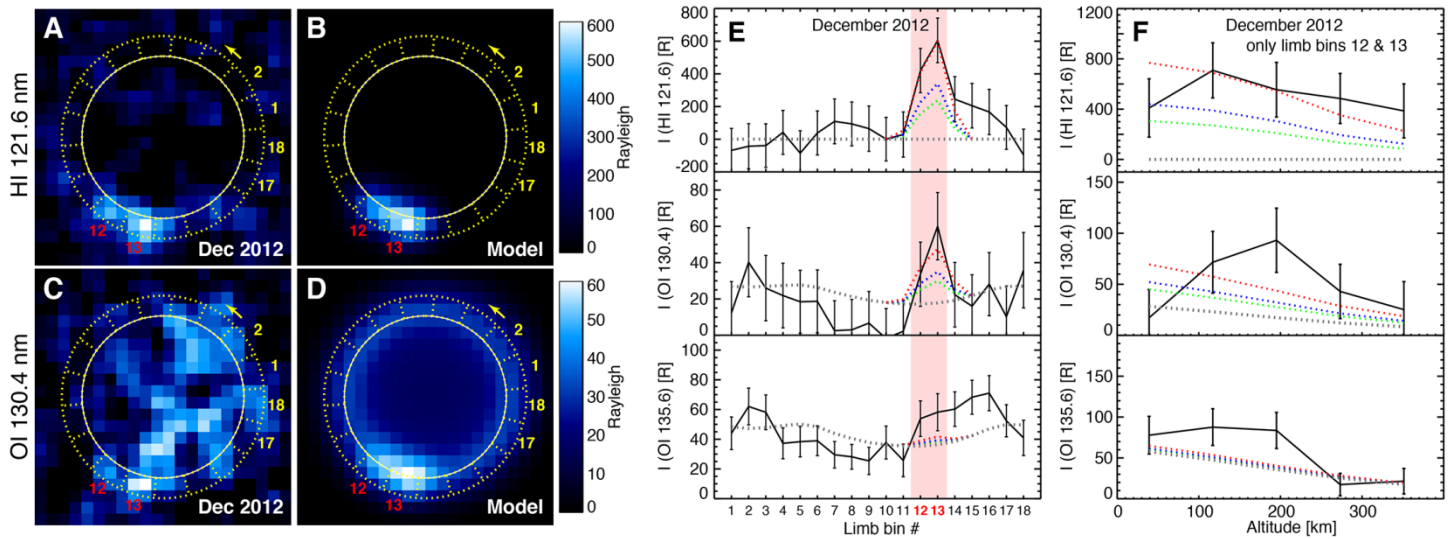 HI 121.6 nm
A
2
1
18
17
12
13
Dec 2012
B
2
1
18
17
12
13
Model
600
500
400
300
200
100
0
Rayleigh
OI 130.4 nm
C
2
1
18
17
12
13
Dec 2012
D
2
1
18
17
12
13
Model
60
50
40
30
20
10
0
Rayleigh
E
December 2012
I (HI 121.6) [R]
800
600
400
200
0
-200
I (OI 130.4) [R]
80
60
40
20
0
I (OI 135.6) [R]
100
80
60
40
20
0
1 2 3 4 5 6 7 8 9 10 11 12 13 14 15 16 17 18
Limb bin #
F
December 2012
only limb bins 12 & 13
I (HI 121.6) [R]
1200
800
400
0
I (OI 130.4) [R]
150
100
50
0
I (OI 135.6) [R]
150
100
50
0
0 100 200 300
Altitude [km]